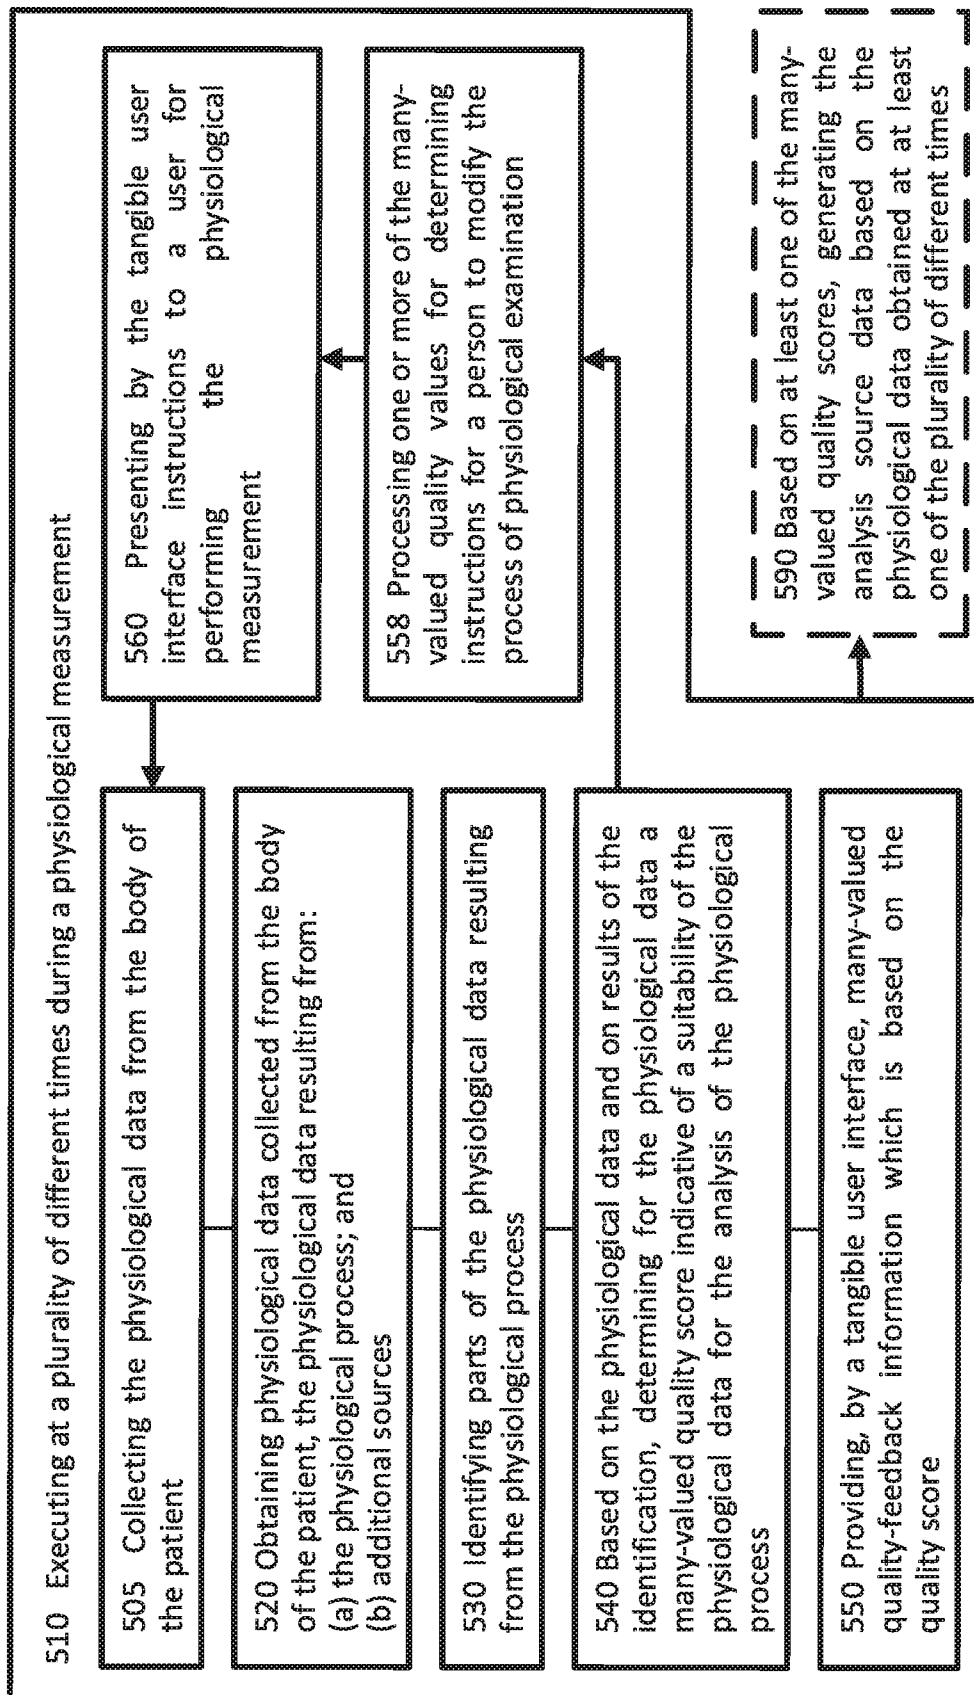 510 Executing at a plurality of different times during a physiological measurement
505 Collecting the physiological data from the body of
the patient
520 Obtaining physiological data collected from the body
of the patient, the physiological data resulting from:
(a) the physiological process; and
(b) additional sources
530 Identifying parts of the physiological data resulting
from the physiological process
540 Based on the physiological data and on results of the
identification, determining for the physiological data a
many-valued quality score indicative of a suitability of the
physiological data for the analysis of the physiological
process
550 Providing, by a tangible user interface, many-valued
quality-feedback information which is based on the
quality score
560 Presenting by the tangible user
interface instructions to a user for
performing the physiological
measurement
558 Processing one or more of the many-
valued quality values for determining
instructions for a person to modify the
process of physiological examination
590 Based on at least one of the many-
valued quality scores, generating the
analysis source data based on the
physiological data obtained at at least
one of the plurality of different times